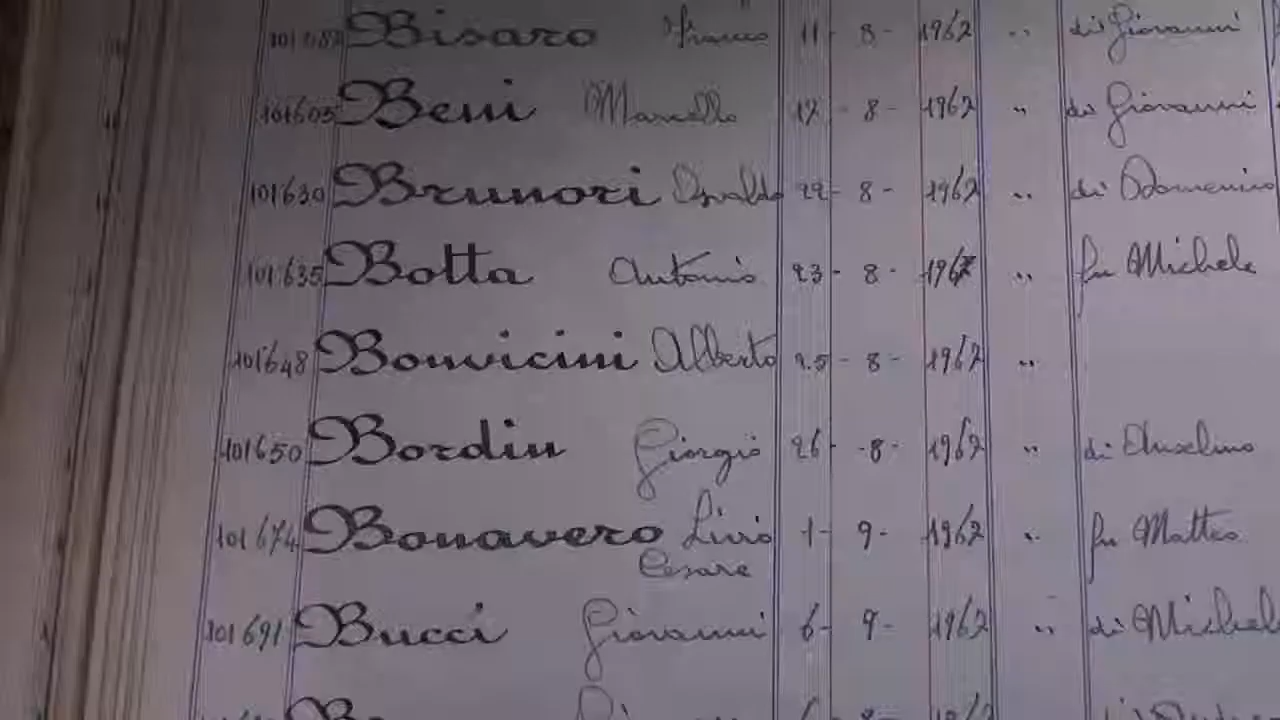 Bisaro Franco 11 - 8 - 1962 " di Giovanni
101605 Beni Marcello 17 - 8 - 1962 " di Giovanni
101630 Brunori Osvaldo 22 - 8 - 1962 " di Domenico
101635 Botta Antonio 23 - 8 - 1962 " fu Michele
101648 Bonvicini Alberto 25 - 8 - 1962 "
101650 Bordin Giorgio 26 - 8 - 1962 " di Anselmo
101674 Bonavero Livio 1 - 9 - 1962 " fu Matteo
Cesare
101691 Bucci Giovanni 6 - 9 - 1962 " di Michele